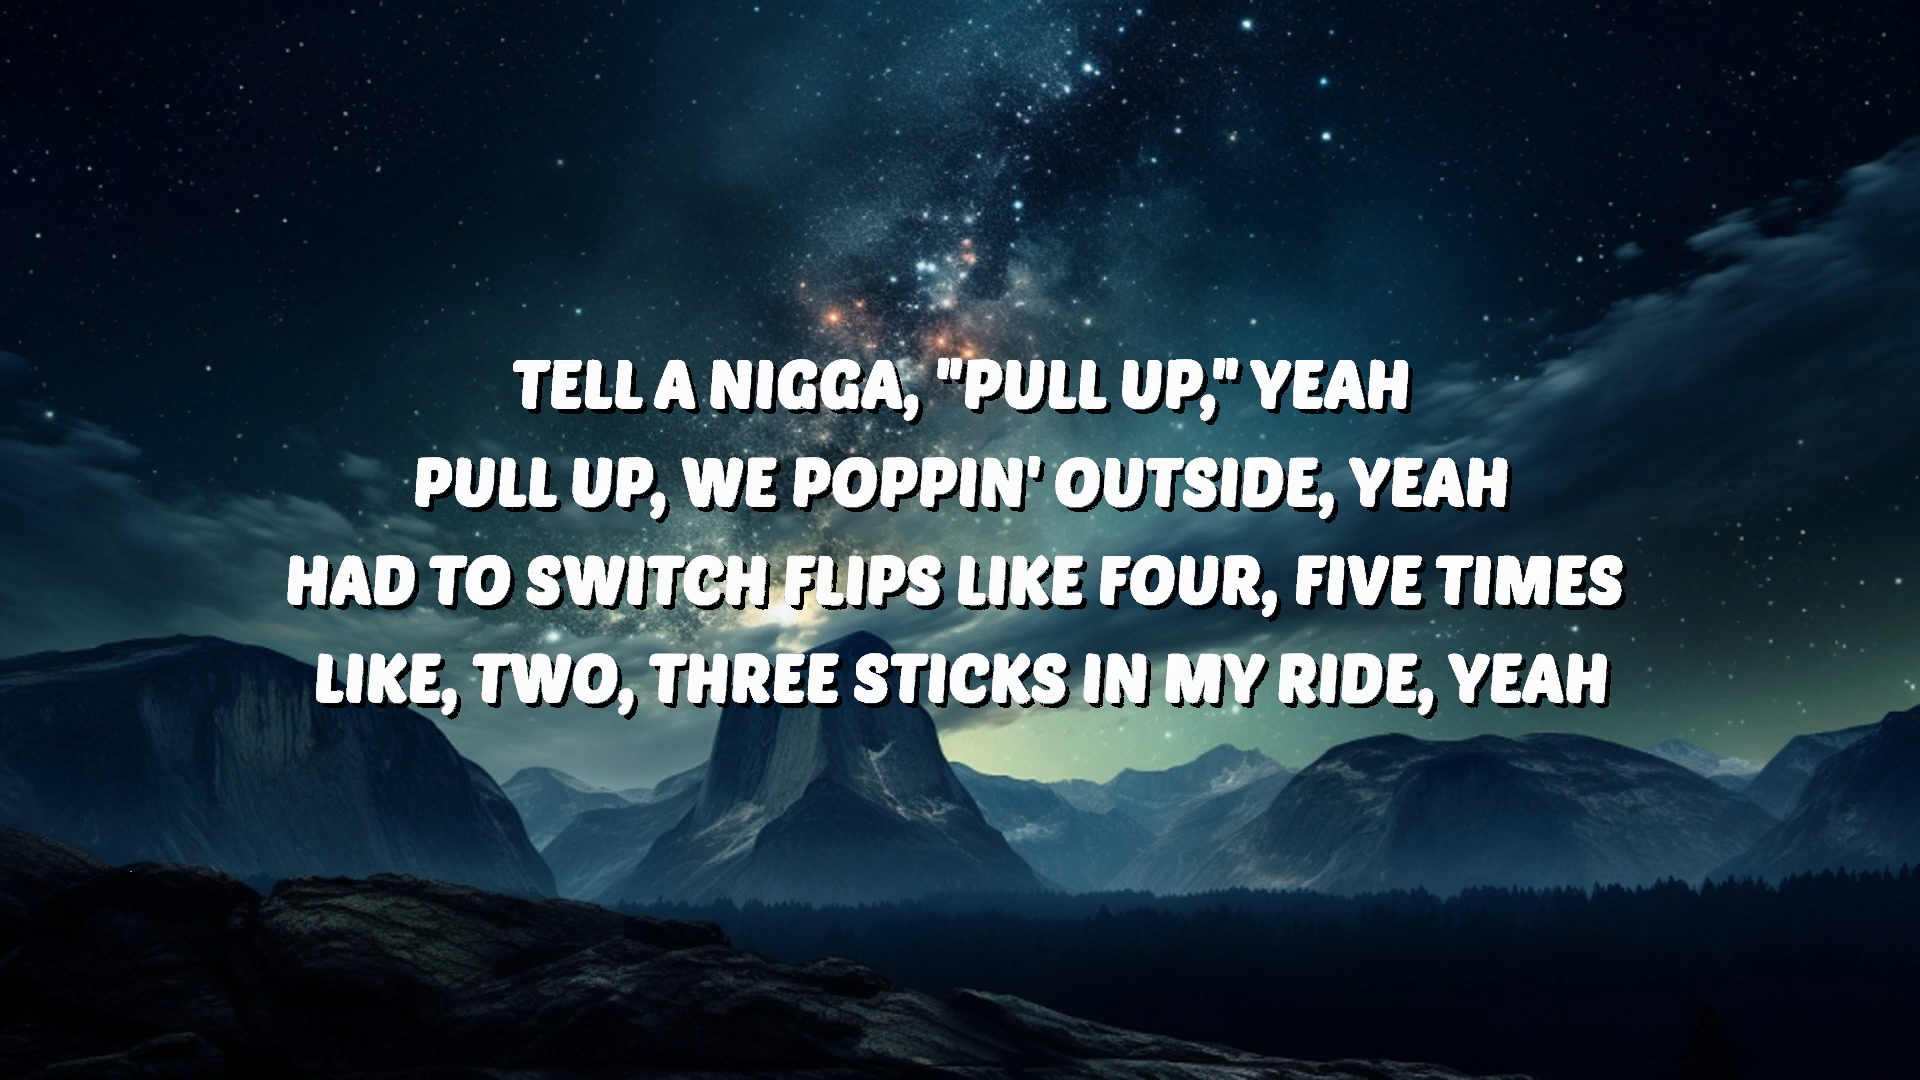 TELL A NIGGA, "PULL UP," YEAH
PULL UP, WE POPPIN' OUTSIDE, YEAH
HAD TO SWITCH FLIPS LIKE FOUR, FIVE TIMES
LIKE, TWO, THREE STICKS IN MY RIDE, YEAH